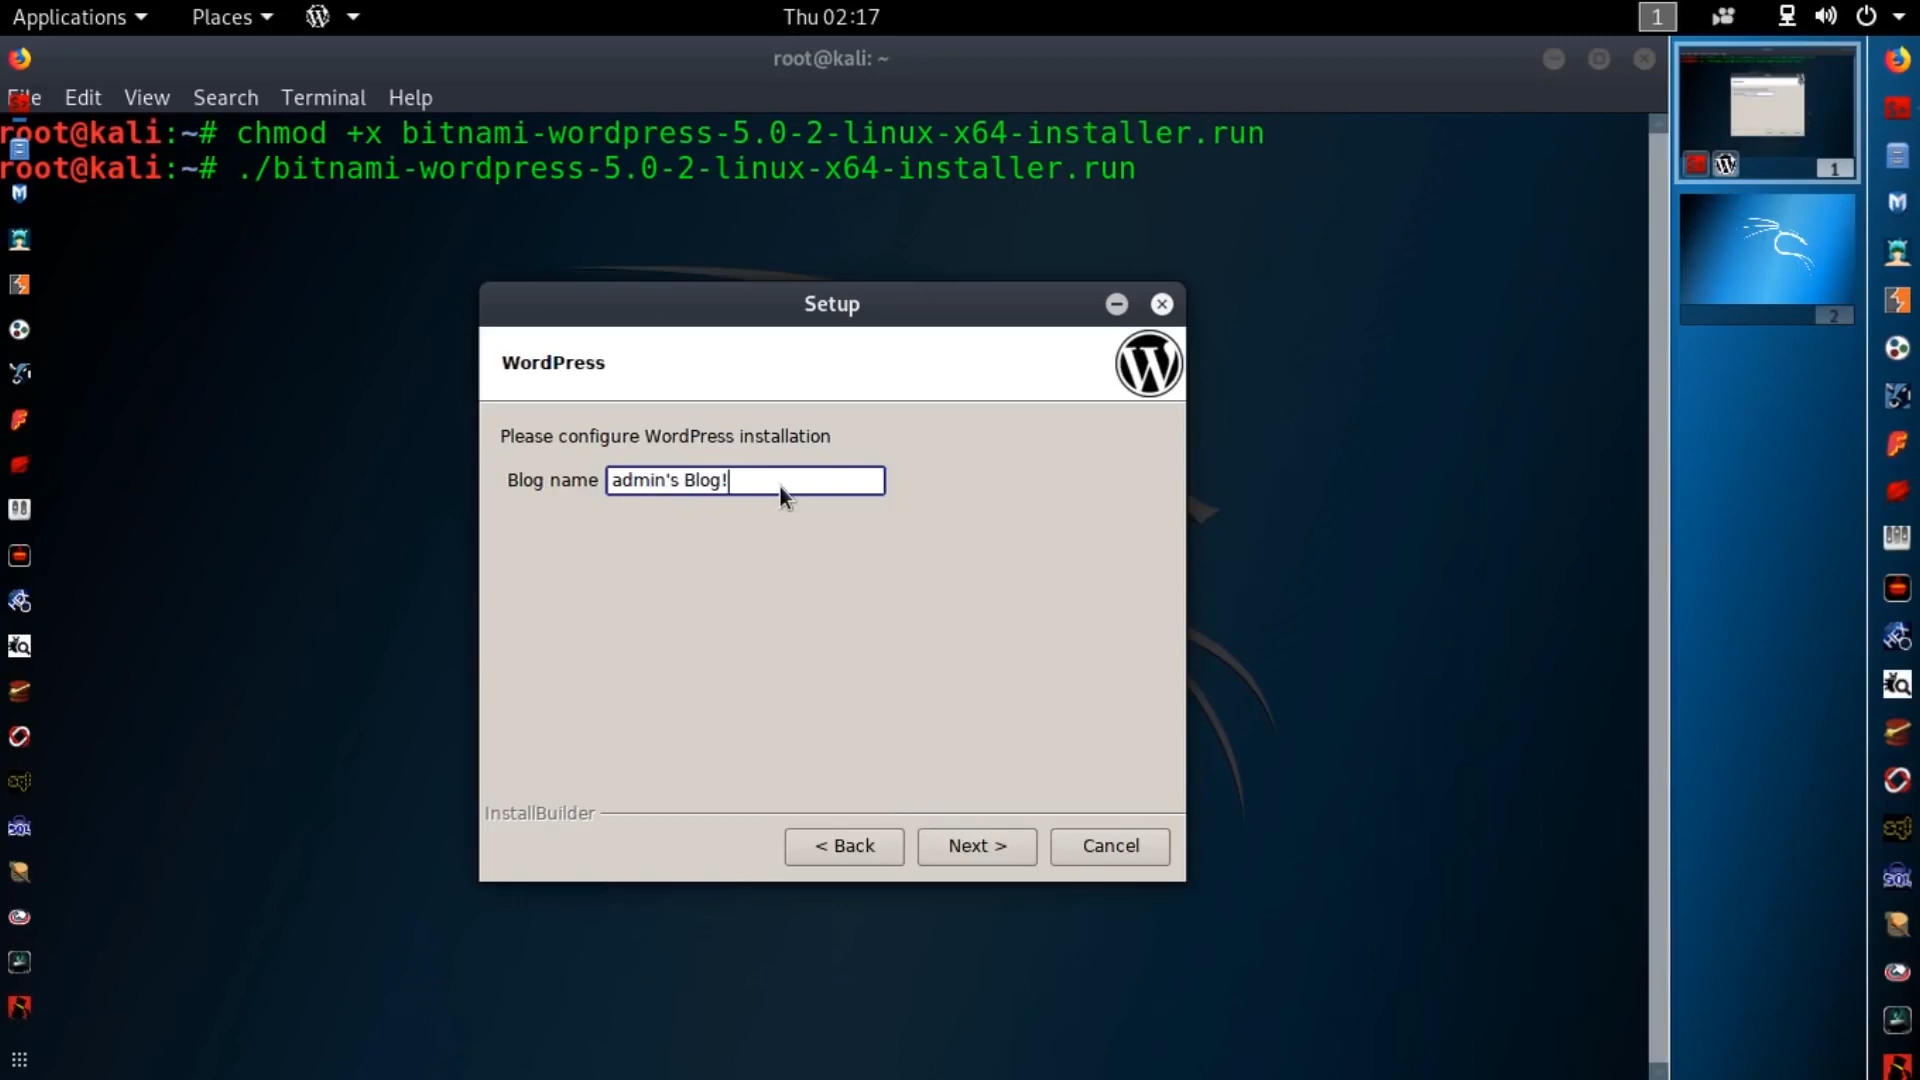 Applications Places Thu 02:17 1
root@kali: ~
File Edit View Search Terminal Help
root@kali:~# chmod +x bitnami-wordpress-5.0-2-linux-x64-installer.run
root@kali:~# ./bitnami-wordpress-5.0-2-linux-x64-installer.run
1
2
Setup
WordPress
Please configure WordPress installation
Blog name admin's Blog!
InstallBuilder
< Back Next > Cancel